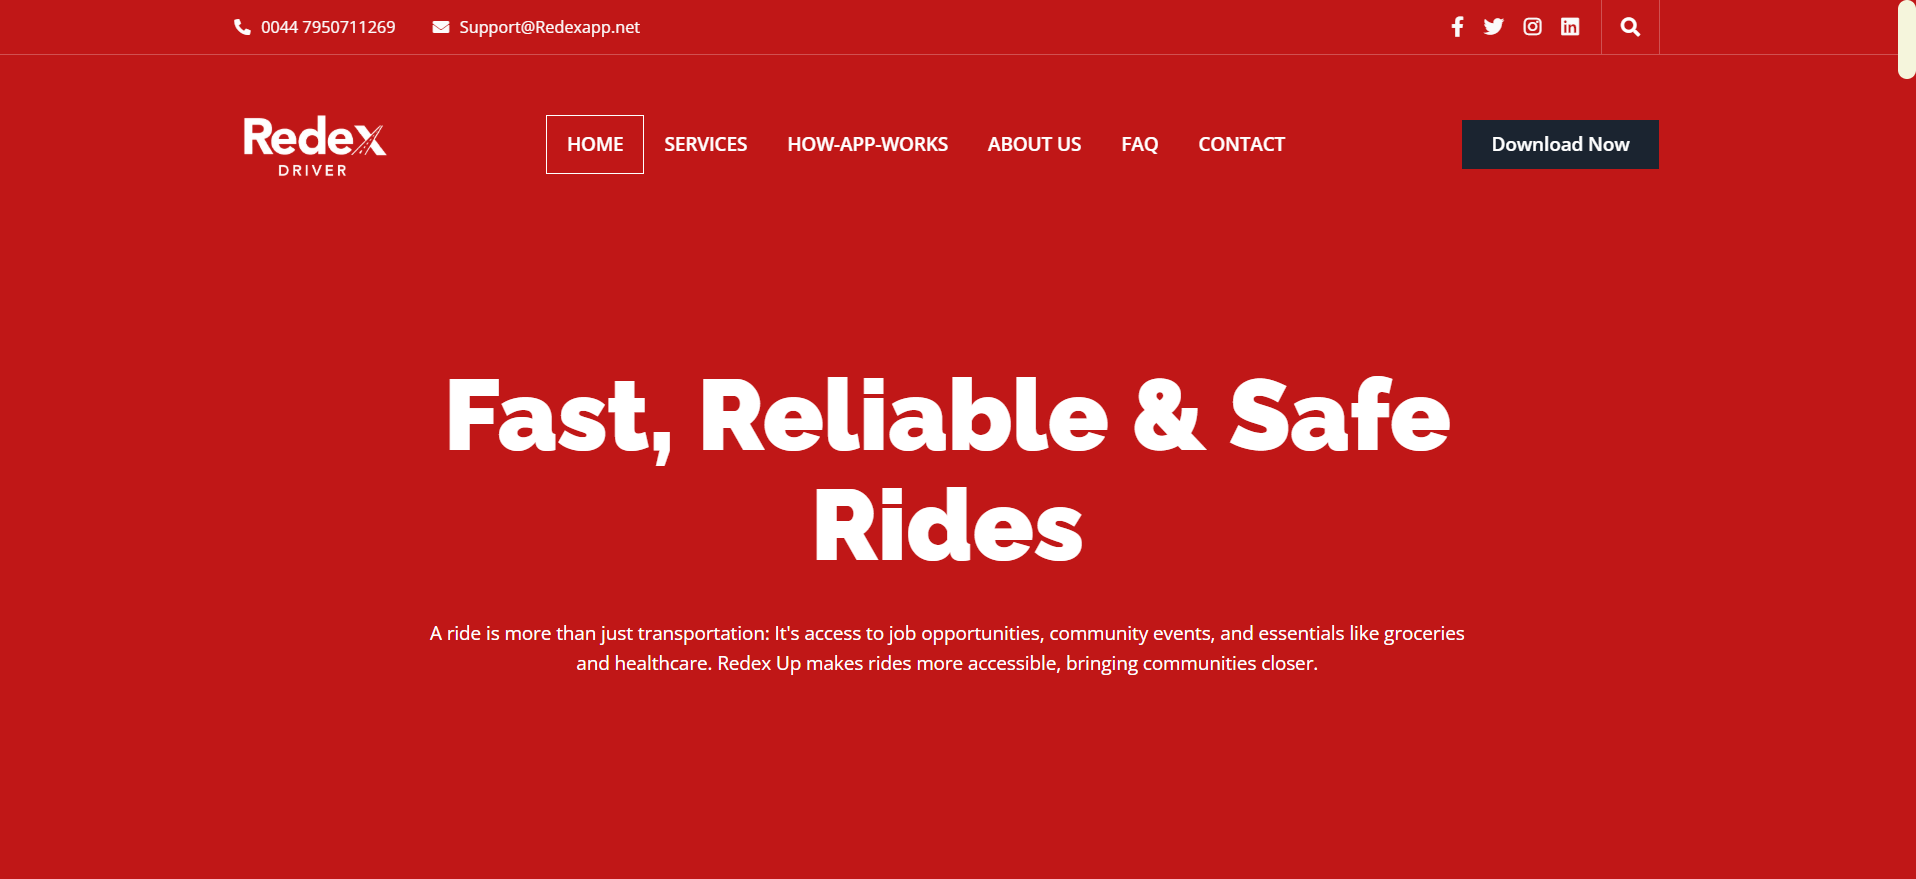 0044 7950711269 Support@Redexapp.net
Redex
DRIVER
HOME SERVICES HOW-APP-WORKS ABOUT US FAQ CONTACT
Download Now
Fast, Reliable & Safe
Rides
A ride is more than just transportation: It's access to job opportunities, community events, and essentials like groceries
and healthcare. Redex Up makes rides more accessible, bringing communities closer.